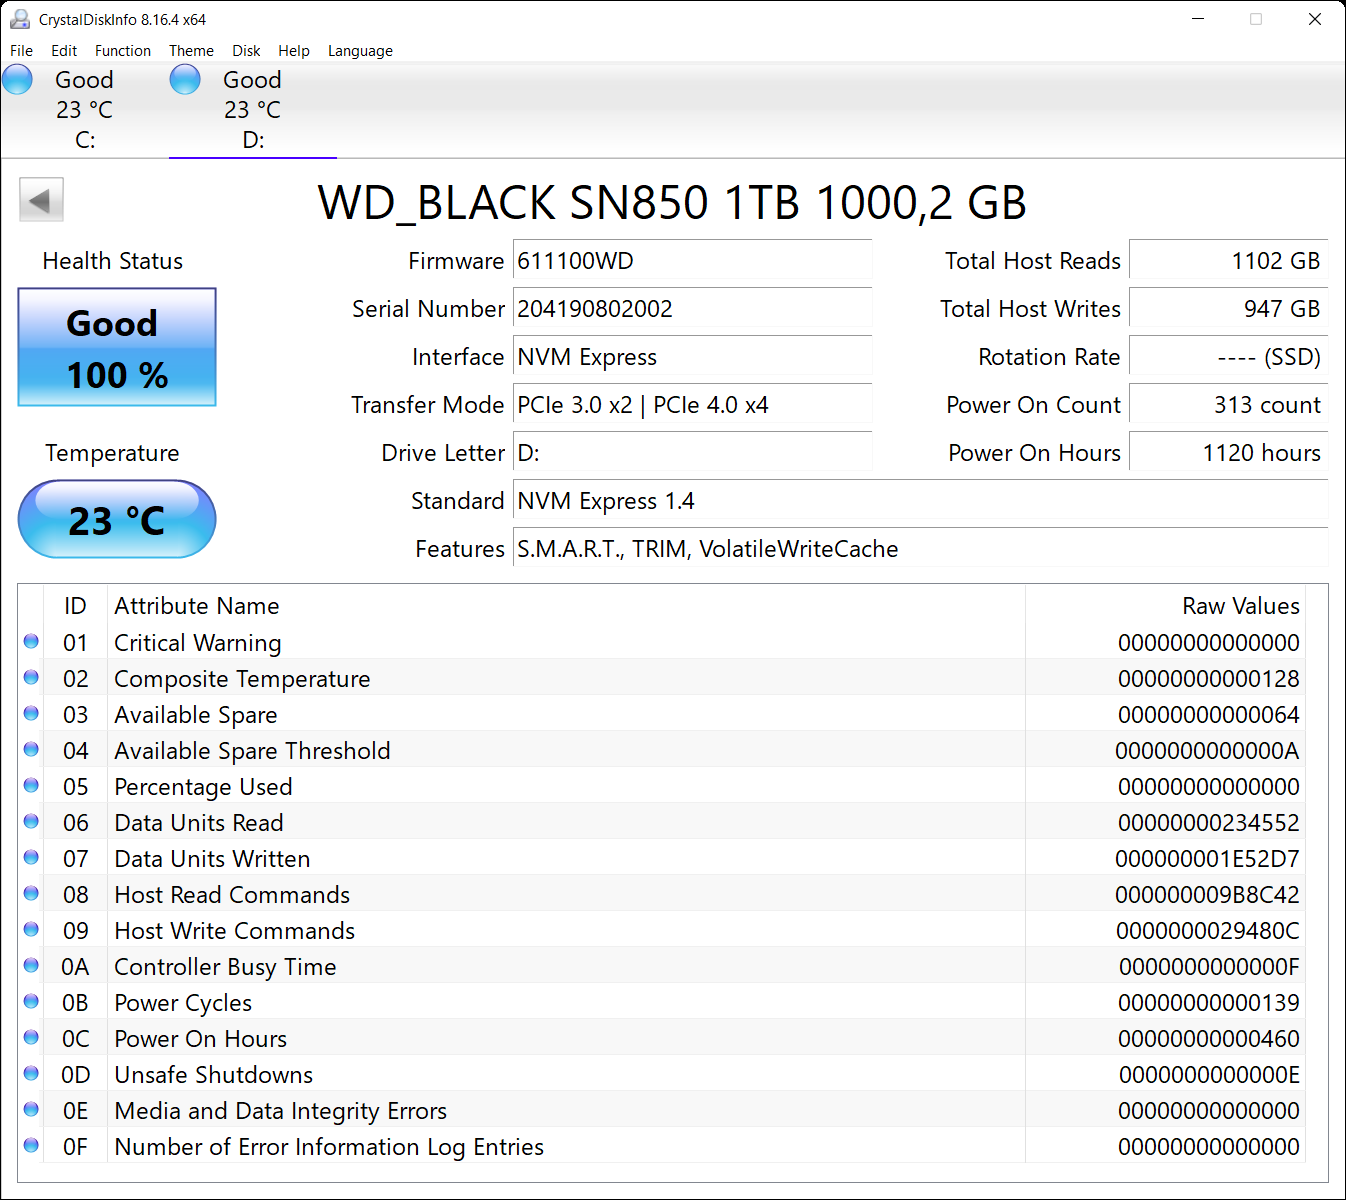 CrystalDiskInfo 8.16.4 x64
File Edit Function Theme Disk Help Language
Good Good
23 °C 23 °C
C: D:
WD_BLACK SN850 1TB 1000,2 GB
Health Status
Good
100 %
Temperature
23 °C
Firmware 611100WD
Serial Number 204190802002
Interface NVM Express
Transfer Mode PCIe 3.0 x2 | PCIe 4.0 x4
Drive Letter D:
Standard NVM Express 1.4
Features S.M.A.R.T., TRIM, VolatileWriteCache
Total Host Reads 1102 GB
Total Host Writes 947 GB
Rotation Rate ---- (SSD)
Power On Count 313 count
Power On Hours 1120 hours
ID Attribute Name Raw Values
01 Critical Warning 00000000000000
02 Composite Temperature 00000000000128
03 Available Spare 00000000000064
04 Available Spare Threshold 0000000000000A
05 Percentage Used 00000000000000
06 Data Units Read 00000000234552
07 Data Units Written 000000001E52D7
08 Host Read Commands 000000009B8C42
09 Host Write Commands 0000000029480C
0A Controller Busy Time 0000000000000F
0B Power Cycles 00000000000139
0C Power On Hours 00000000000460
0D Unsafe Shutdowns 0000000000000E
0E Media and Data Integrity Errors 00000000000000
0F Number of Error Information Log Entries 00000000000000